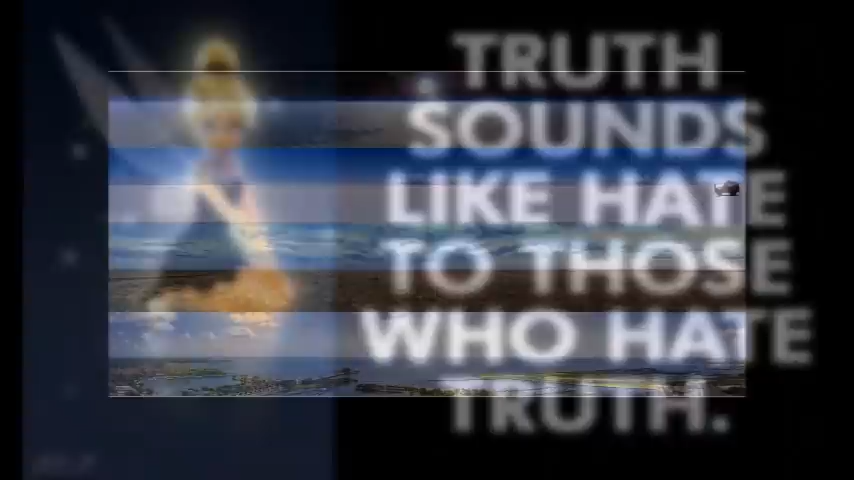 TRUTH
SOUNDS
LIKE HATE
TO THOSE
WHO HATE
TRUTH.